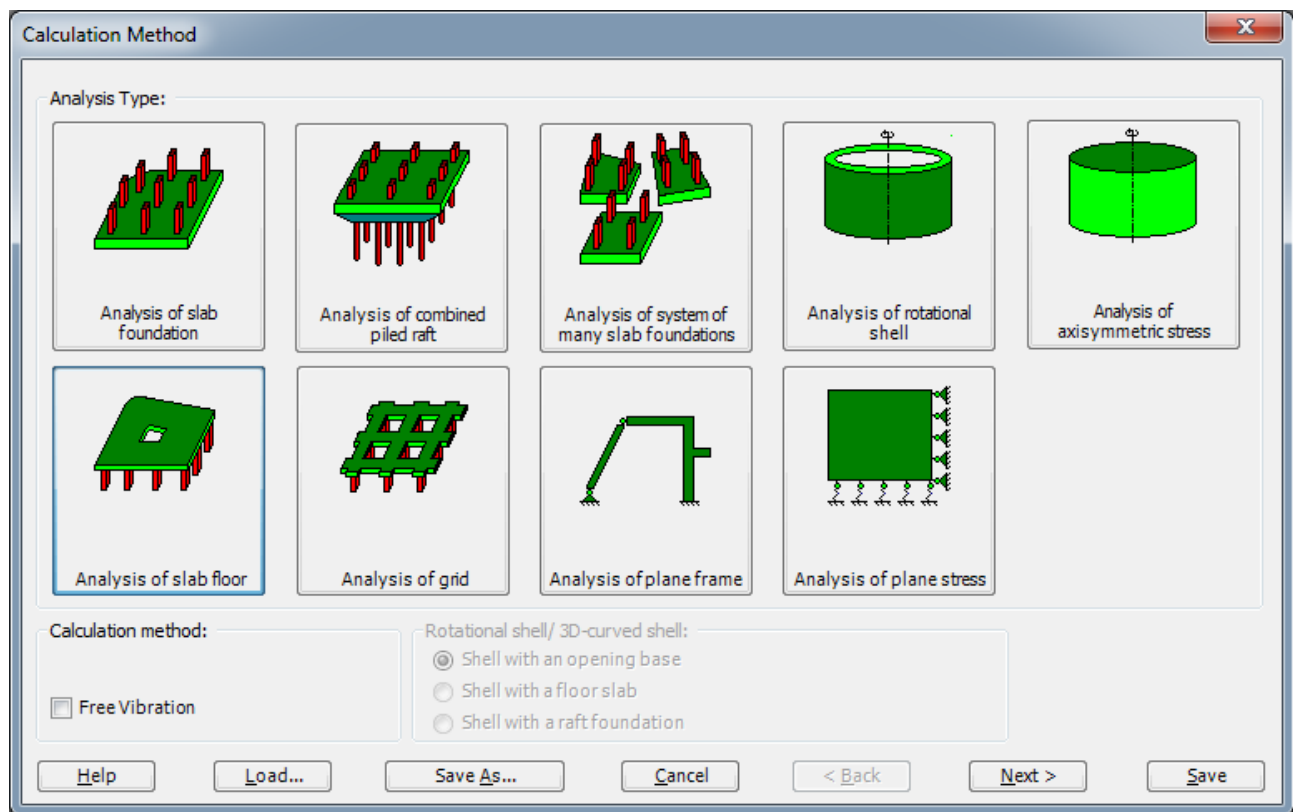 Calculation Method
Analysis Type:
Analysis of slab
foundation
Analysis of combined
piled raft
Analysis of system of
many slab foundations
Analysis of rotational
shell
Analysis of
axisymmetric stress
Analysis of slab floor
Analysis of grid
Analysis of plane frame
Analysis of plane stress
Calculation method:
Free Vibration
Rotational shell/ 3D-curved shell:
Shell with an opening base
Shell with a floor slab
Shell with a raft foundation
Help
Load...
Save As...
Cancel
< Back
Next >
Save